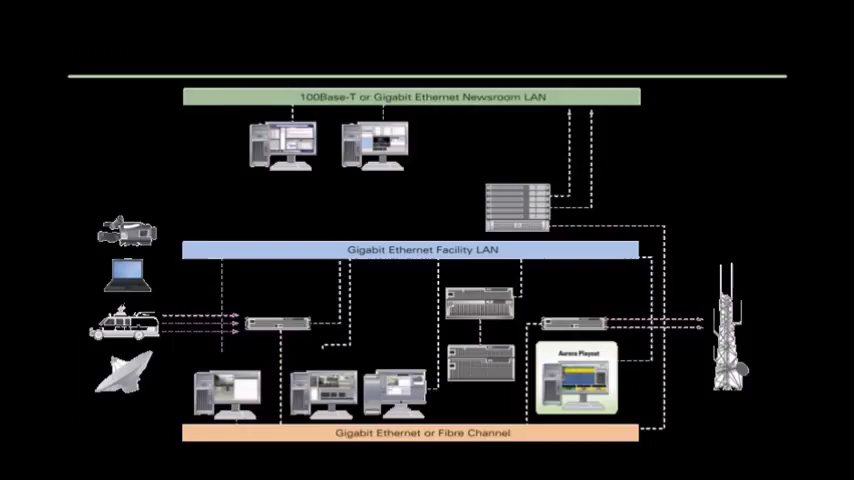 100Base-T or Gigabit Ethernet Newsroom LAN
Gigabit Ethernet Facility LAN
Aurora Playout
Gigabit Ethernet or Fibre Channel